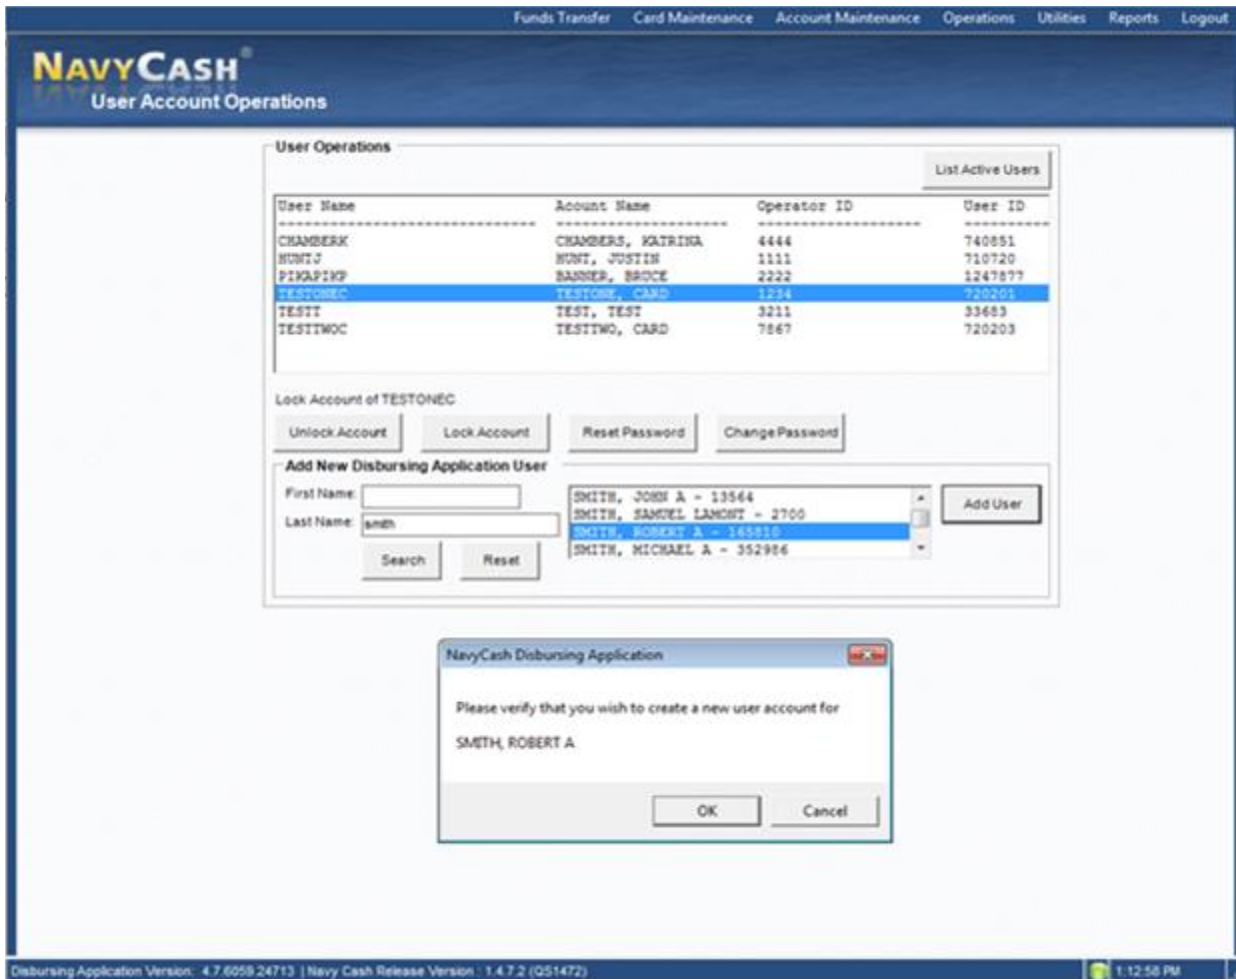 Funds Transfer Card Maintenance Account Maintenance Operations Utilities Reports Logout
NAVYCASH®
User Account Operations
User Operations
List Active Users
User Name Acount Name Operator ID User ID
CHAMBERK CHAMBERS, KATRINA 4444 740851
HUNTJ HUNT, JUSTIN 1111 710720
PIKAPIKP BANNER, BRUCE 2222 1247877
TESTONEC TESTONE, CARD 1234 720201
TESTT TEST, TEST 3211 33683
TESTTWOC TESTTWO, CARD 7867 720203
Lock Account of TESTONEC
Unlock Account Lock Account Reset Password Change Password
Add New Disbursing Application User
First Name:
Last Name: smith
Search Reset
SMITH, JOHN A - 13564
SMITH, SAMUEL LAMONT - 2700
SMITH, ROBERT A - 165810
SMITH, MICHAEL A - 352986
Add User
NavyCash Disbursing Application
Please verify that you wish to create a new user account for
SMITH, ROBERT A
OK Cancel
Disbursing Application Version: 4.7.6059.24713 | Navy Cash Release Version : 1.4.7.2 (QS1472) 1:12:58 PM